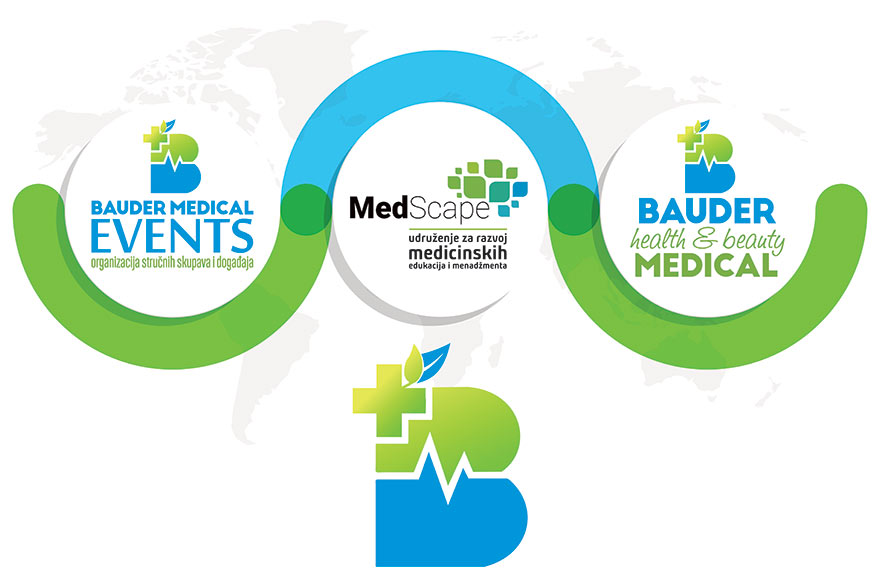 BAUDER MEDICAL
EVENTS
organizacija stručnih skupava i događaja
MedScape
udruženje za razvoj
medicinskih
edukacija i menadžmenta
BAUDER
health & beauty
MEDICAL
B